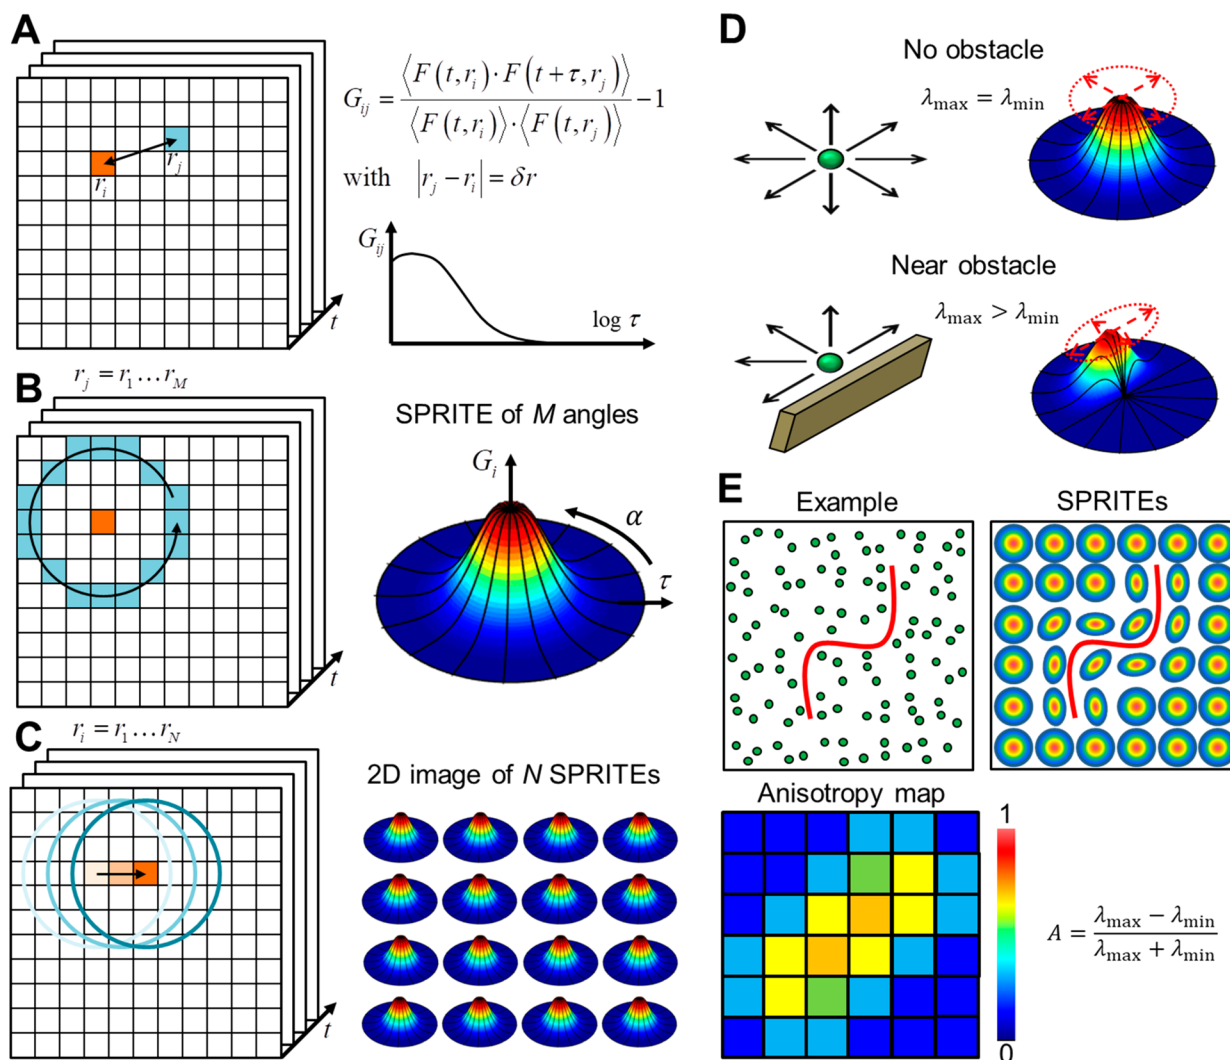 A
G_ij = ⟨F(t,r_i)·F(t+τ,r_j)⟩ / ⟨F(t,r_i)⟩·⟨F(t,r_j)⟩ − 1
with |r_j − r_i| = δr
r_j
r_i
G_ij
log τ
t
B
r_j = r_1…r_M
SPRITE of M angles
G_i
α
τ
t
C
r_i = r_1…r_N
2D image of N SPRITEs
t
D
No obstacle
λ_max = λ_min
Near obstacle
λ_max > λ_min
E
Example
SPRITEs
Anisotropy map
1
0
A = λ_max − λ_min / λ_max + λ_min